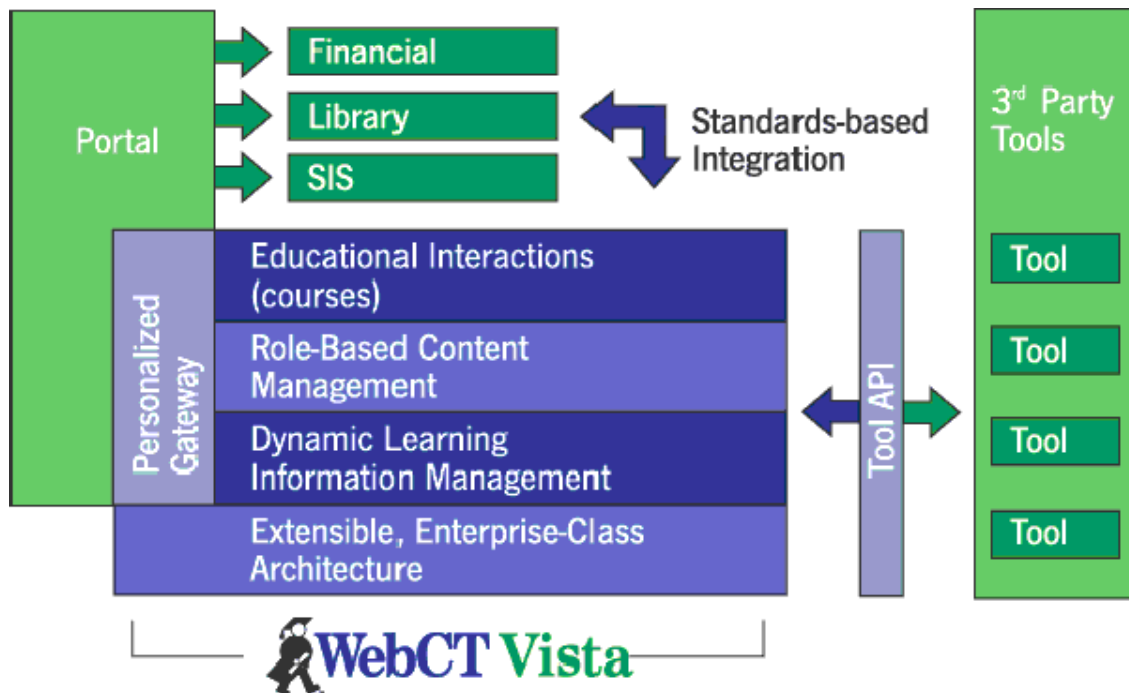 Portal
Financial
Library
SIS
Standards-based
Integration
3rd Party
Tools
Personalized
Gateway
Educational Interactions
(courses)
Role-Based Content
Management
Dynamic Learning
Information Management
Extensible, Enterprise-Class
Architecture
Tool API
Tool
Tool
Tool
Tool
WebCT Vista